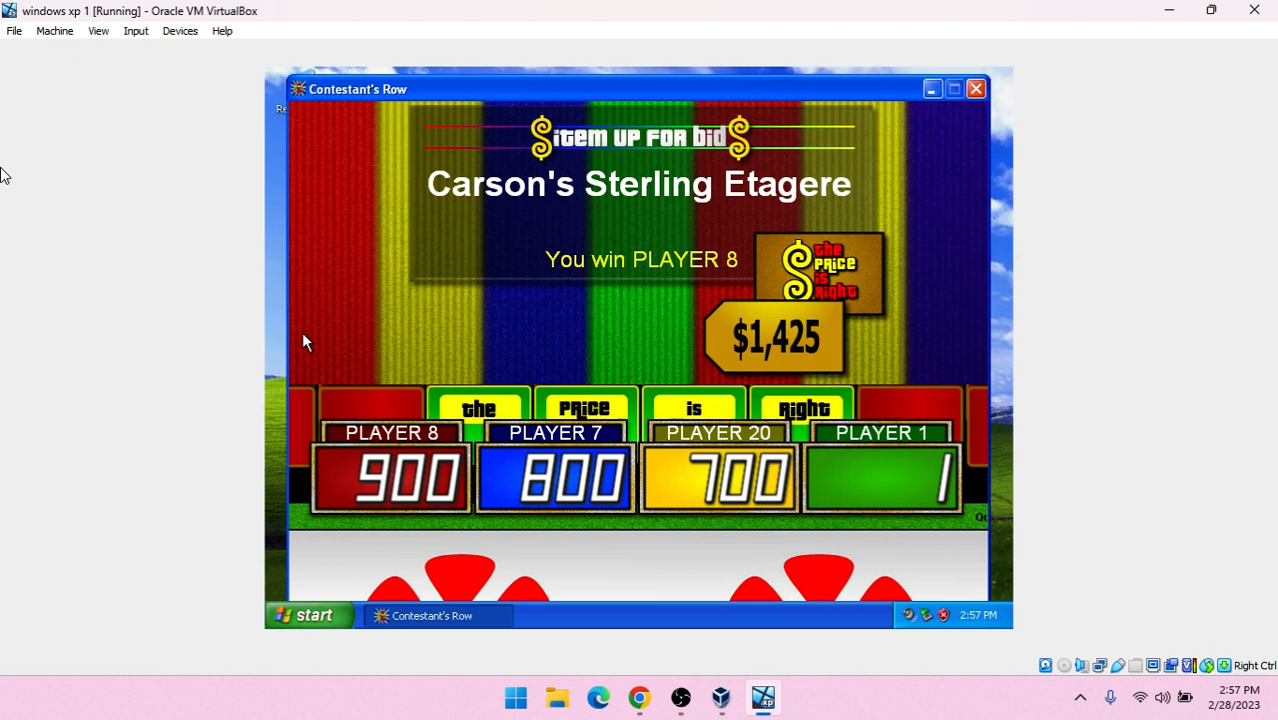 windows xp 1 [Running] - Oracle VM VirtualBox
File Machine View Input Devices Help
Contestant's Row
Re
$item UP FOR bid$
Carson's Sterling Etagere
You win PLAYER 8
$ the PRiCE is Right
$1,425
the PRiCE is Right
PLAYER 8 PLAYER 7 PLAYER 20 PLAYER 1
900 800 700 1
Qu
start Contestant's Row 2:57 PM
Right Ctrl
xp
2:57 PM
2/28/2023